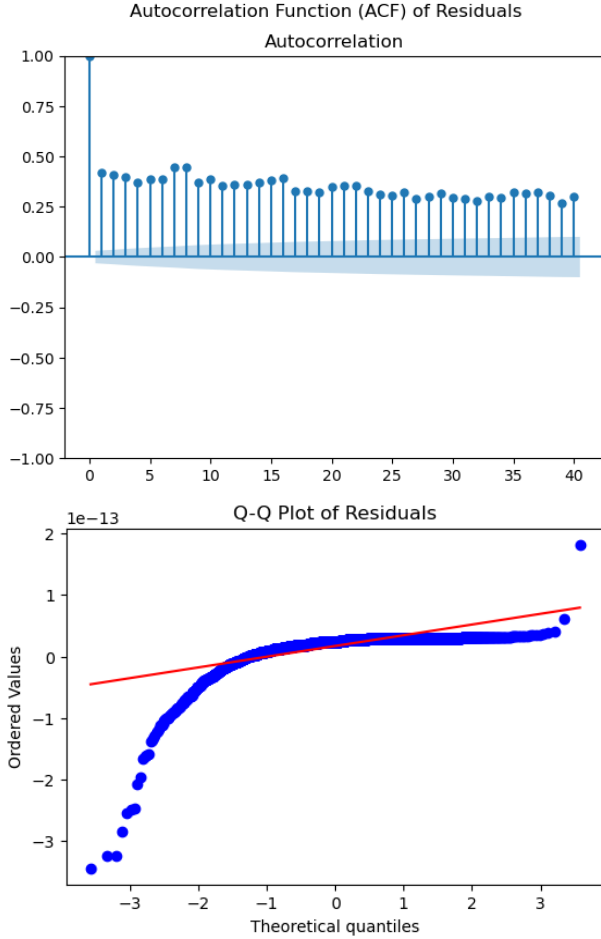 Autocorrelation Function (ACF) of Residuals
Autocorrelation
1.00
0.75
0.50
0.25
0.00
−0.25
−0.50
−0.75
−1.00
0 5 10 15 20 25 30 35 40
Q-Q Plot of Residuals
1e−13
2
1
0
−1
−2
−3
Ordered Values
−3 −2 −1 0 1 2 3
Theoretical quantiles